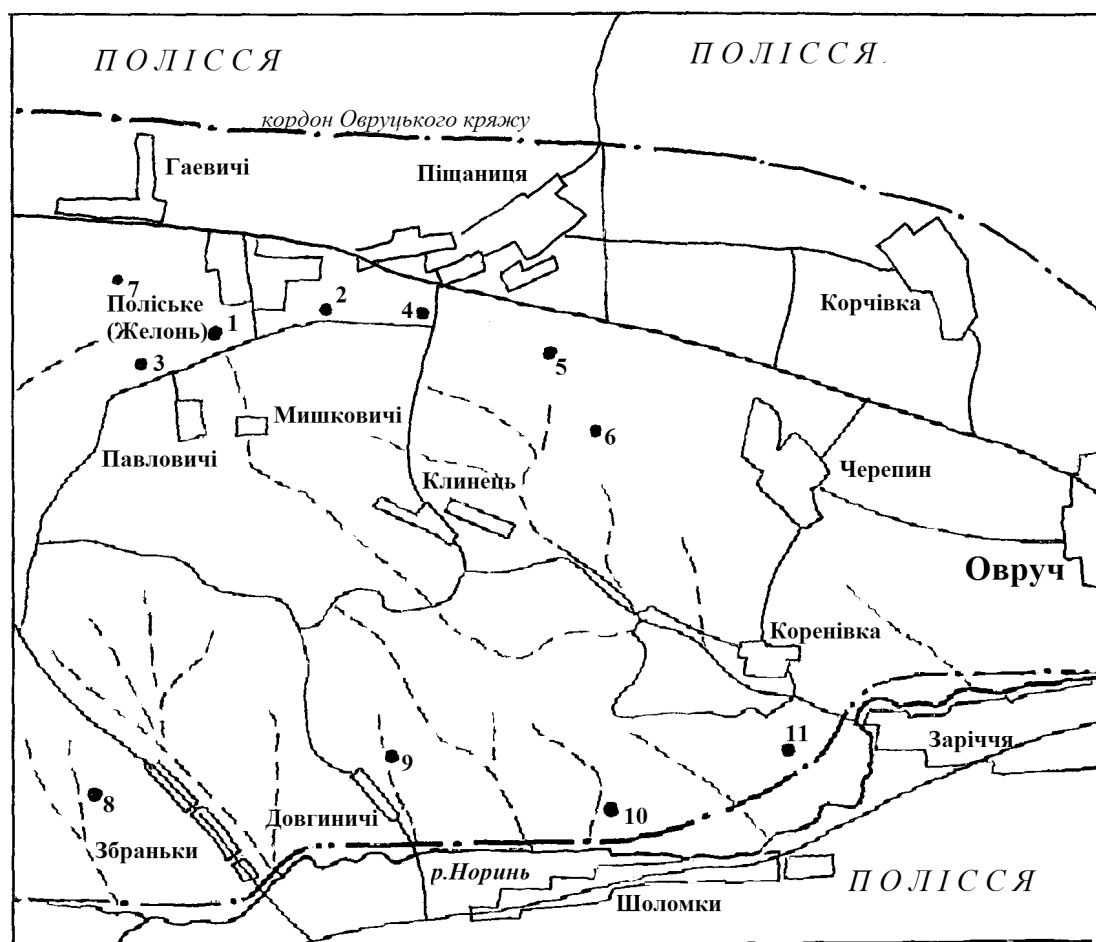 ПОЛІССЯ
ПОЛІССЯ.
кордон Овруцького кряжу
Гаевичі
Піщаниця
7
Поліське
(Желонь)
1
2
4
Корчівка
3
5
6
Мишковичі
Павловичі
Клинець
Черепин
Овруч
Коренівка
11
Заріччя
9
8
10
Довгиничі
Збраньки
р.Норинь
ПОЛІССЯ
Шоломки